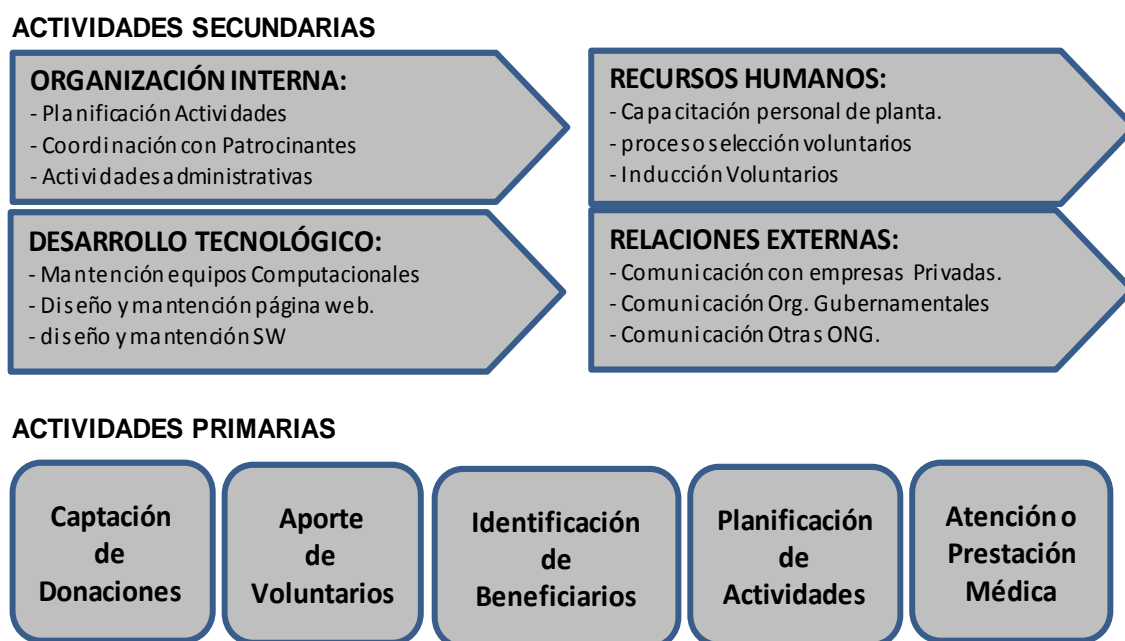 ACTIVIDADES SECUNDARIAS
ORGANIZACIÓN INTERNA:
- Planificación Actividades
- Coordinación con Patrocinantes
- Actividades administrativas
RECURSOS HUMANOS:
- Capacitación personal de planta.
- proceso selección voluntarios
- Inducción Voluntarios
DESARROLLO TECNOLÓGICO:
- Mantención equipos Computacionales
- Diseño y mantención página web.
- diseño y mantención SW
RELACIONES EXTERNAS:
- Comunicación con empresas Privadas.
- Comunicación Org. Gubernamentales
- Comunicación Otras ONG.
ACTIVIDADES PRIMARIAS
Captación
de
Donaciones
Aporte
de
Voluntarios
Identificación
de
Beneficiarios
Planificación
de
Actividades
Atención o
Prestación
Médica